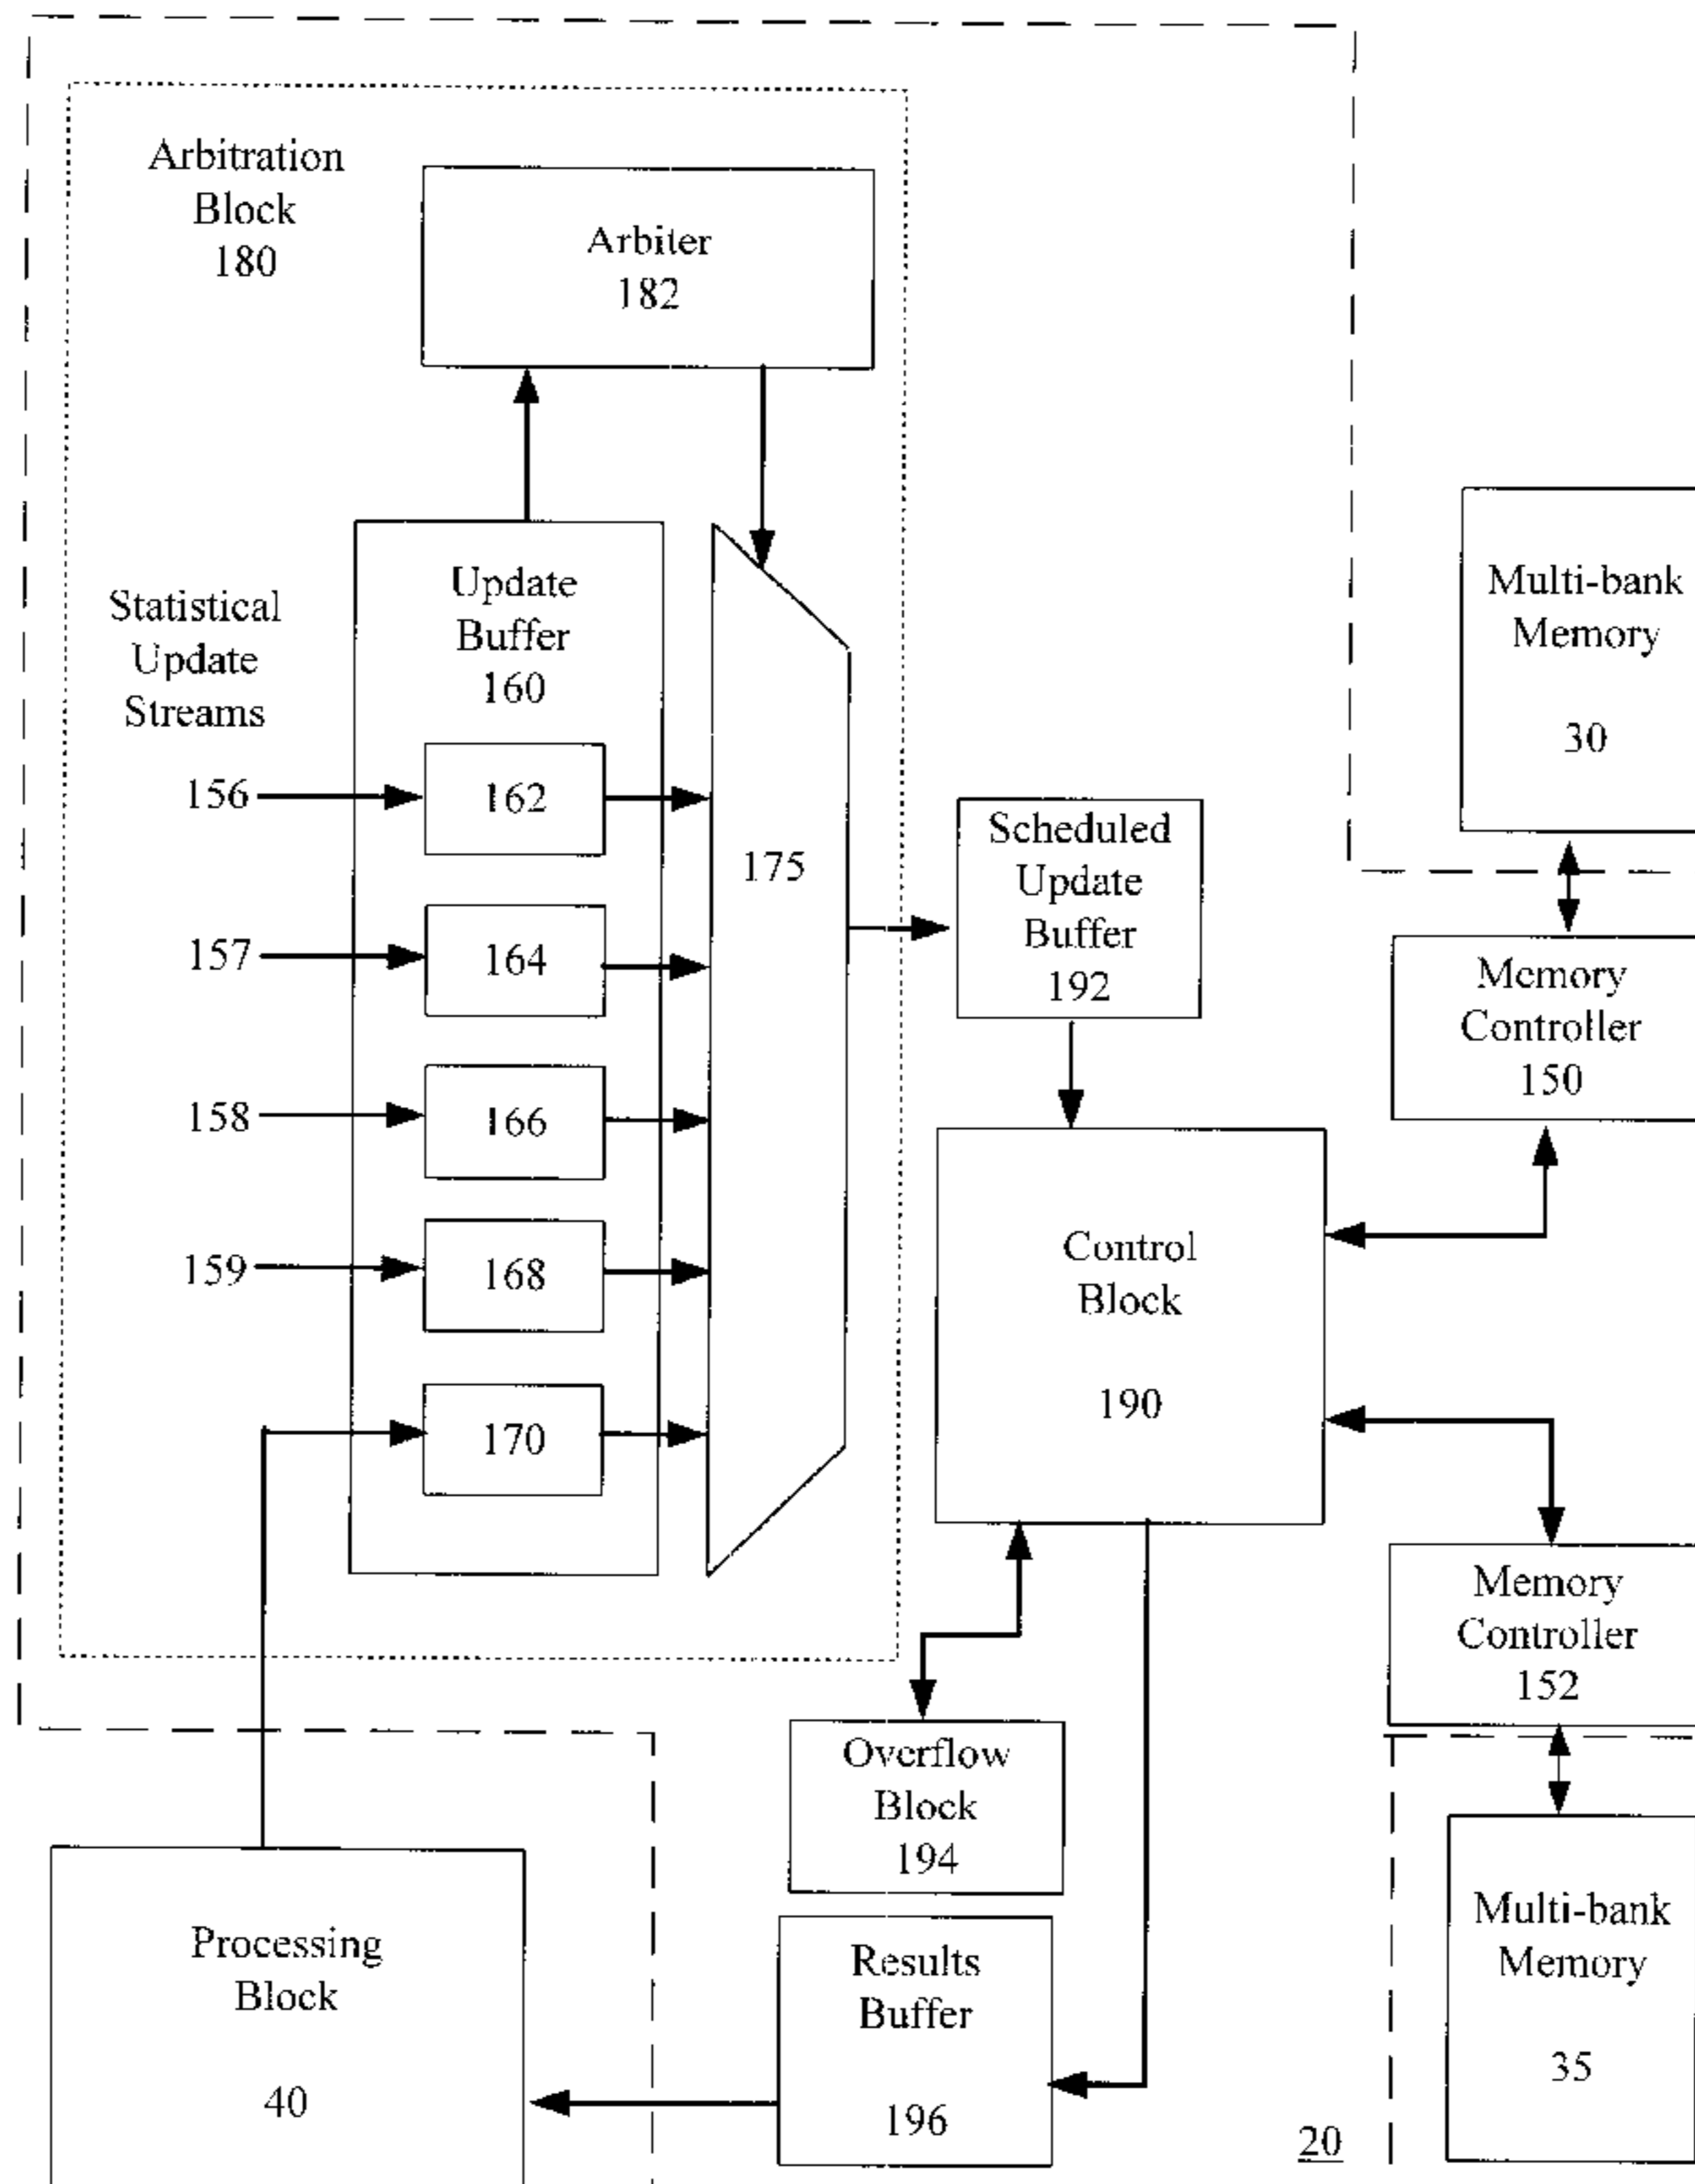 Arbitration
Block
180
Arbiter
182
Statistical
Update
Streams
Update
Buffer
160
156
162
157
164
158
166
159
168
170
175
Scheduled
Update
Buffer
192
Multi-bank
Memory
30
Memory
Controller
150
Control
Block
190
Memory
Controller
152
Overflow
Block
194
Processing
Block
40
Results
Buffer
196
Multi-bank
Memory
35
20